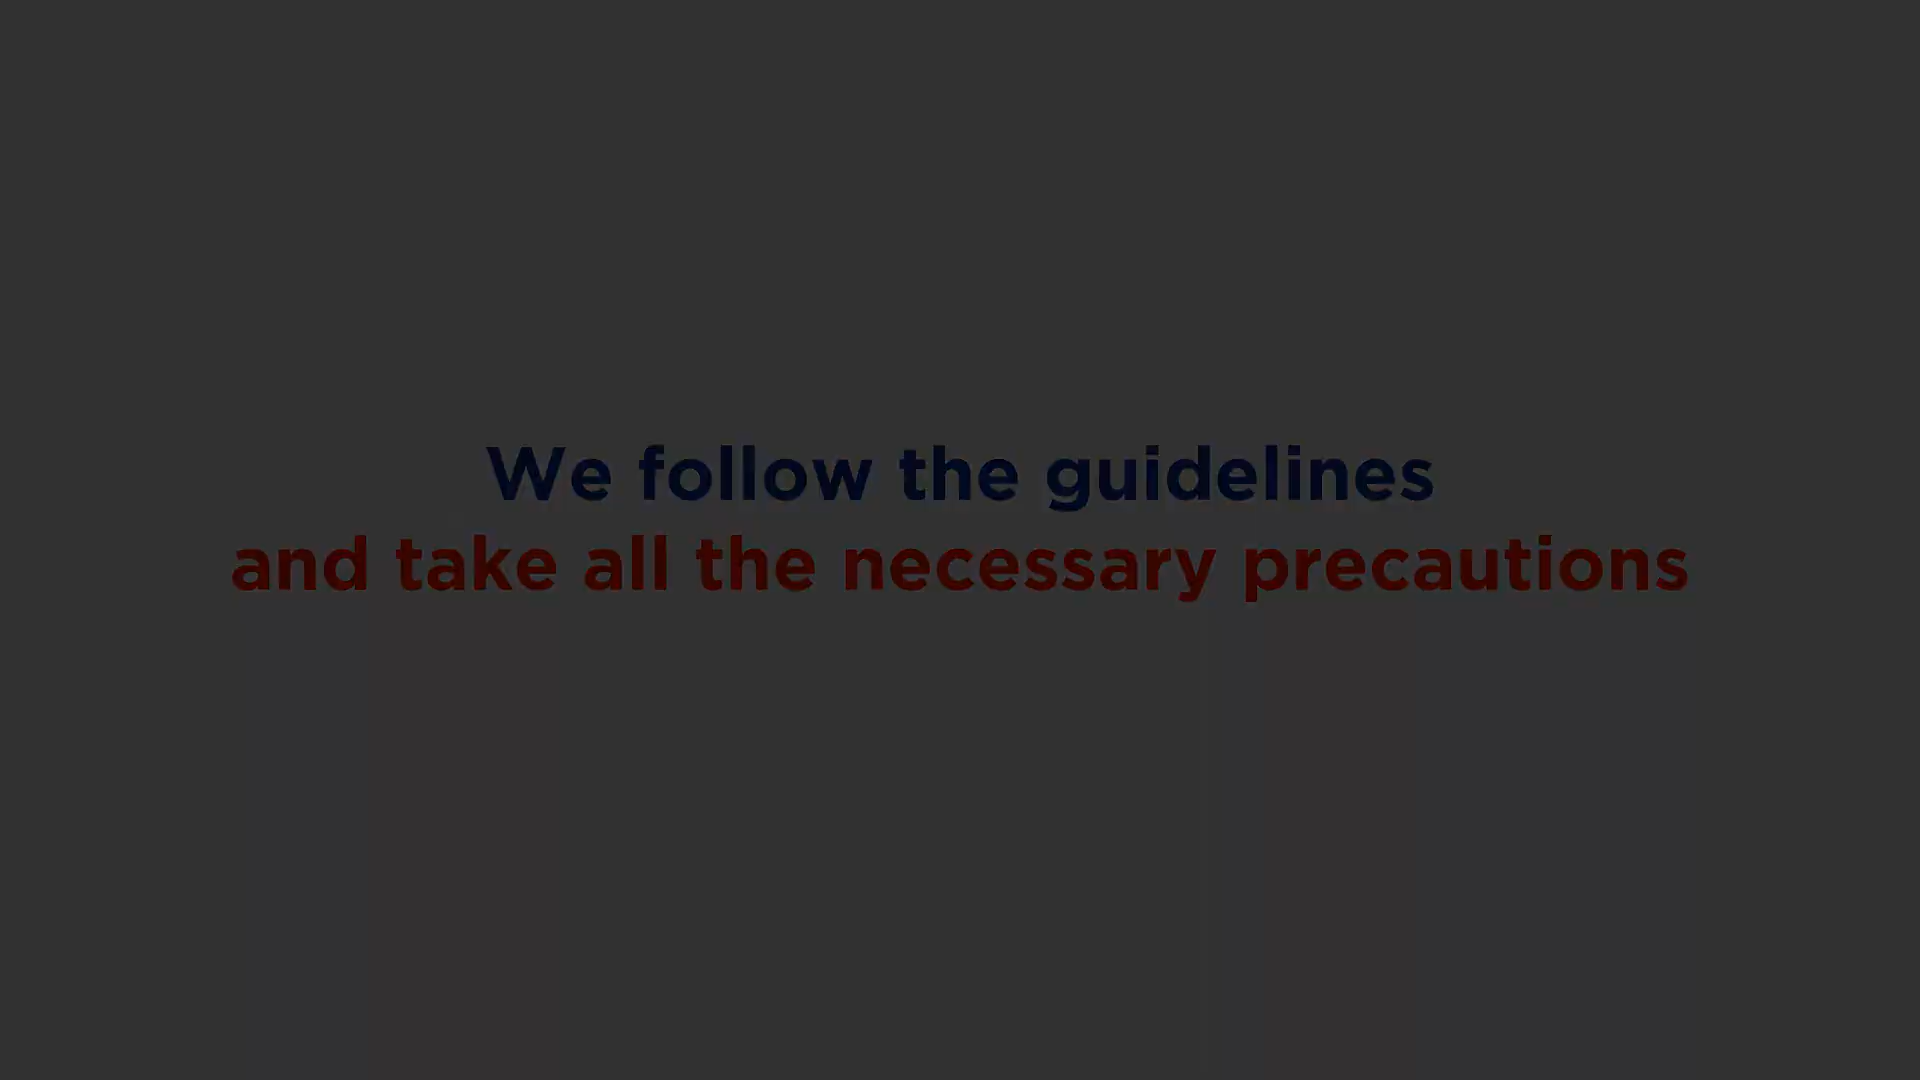 We follow the guidelines
and take all the necessary precautions